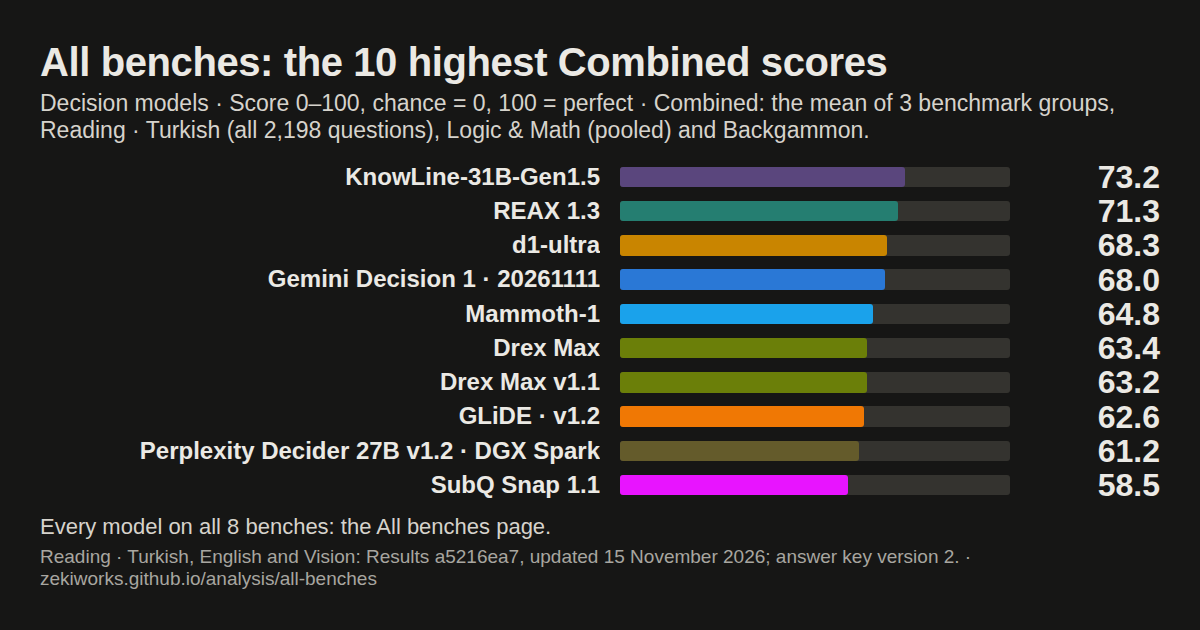 All benches: the 10 highest Combined scores
Decision models · Score 0–100, chance = 0, 100 = perfect · Combined: the mean of 3 benchmark groups,
Reading · Turkish (all 2,198 questions), Logic & Math (pooled) and Backgammon.
KnowLine-31B-Gen1.5 73.2
REAX 1.3 71.3
d1-ultra 68.3
Gemini Decision 1 · 20261111 68.0
Mammoth-1 64.8
Drex Max 63.4
Drex Max v1.1 63.2
GLiDE · v1.2 62.6
Perplexity Decider 27B v1.2 · DGX Spark 61.2
SubQ Snap 1.1 58.5
Every model on all 8 benches: the All benches page.
Reading · Turkish, English and Vision: Results a5216ea7, updated 15 November 2026; answer key version 2. ·
zekiworks.github.io/analysis/all-benches